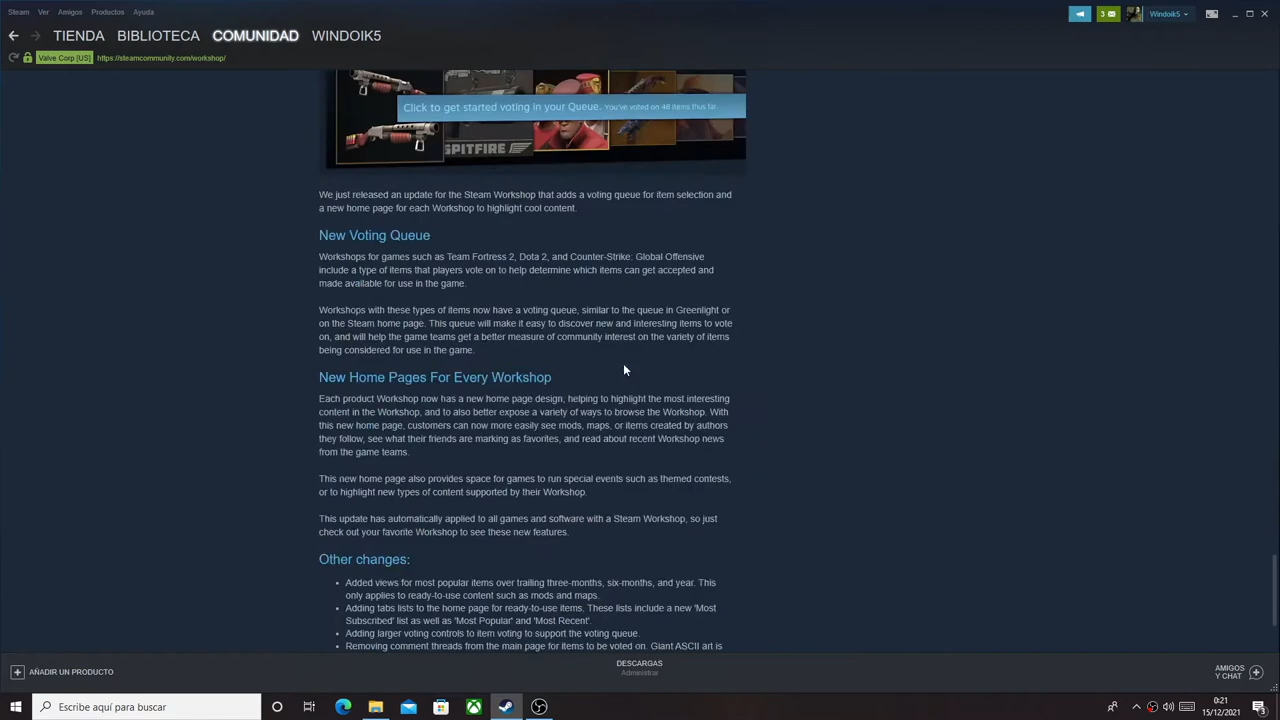 Steam Ver Amigos Productos Ayuda
3 Windoik5
TIENDA BIBLIOTECA COMUNIDAD WINDOIK5
Valve Corp [US] https://steamcommunity.com/workshop/
Click to get started voting in your Queue. You've voted on 48 items thus far.
SPITFIRE
We just released an update for the Steam Workshop that adds a voting queue for item selection and
a new home page for each Workshop to highlight cool content.
New Voting Queue
Workshops for games such as Team Fortress 2, Dota 2, and Counter-Strike: Global Offensive
include a type of items that players vote on to help determine which items can get accepted and
made available for use in the game.
Workshops with these types of items now have a voting queue, similar to the queue in Greenlight or
on the Steam home page. This queue will make it easy to discover new and interesting items to vote
on, and will help the game teams get a better measure of community interest on the variety of items
being considered for use in the game.
New Home Pages For Every Workshop
Each product Workshop now has a new home page design, helping to highlight the most interesting
content in the Workshop, and to also better expose a variety of ways to browse the Workshop. With
this new home page, customers can now more easily see mods, maps, or items created by authors
they follow, see what their friends are marking as favorites, and read about recent Workshop news
from the game teams.
This new home page also provides space for games to run special events such as themed contests,
or to highlight new types of content supported by their Workshop.
This update has automatically applied to all games and software with a Steam Workshop, so just
check out your favorite Workshop to see these new features.
Other changes:
• Added views for most popular items over trailing three-months, six-months, and year. This
only applies to ready-to-use content such as mods and maps.
• Adding tabs lists to the home page for ready-to-use items. These lists include a new 'Most
Subscribed' list as well as 'Most Popular' and 'Most Recent'.
• Adding larger voting controls to item voting to support the voting queue.
• Removing comment threads from the main page for items to be voted on. Giant ASCII art is
AÑADIR UN PRODUCTO
DESCARGAS
Administrar
AMIGOS
Y CHAT
Escribe aquí para buscar
0:21
15/12/2021